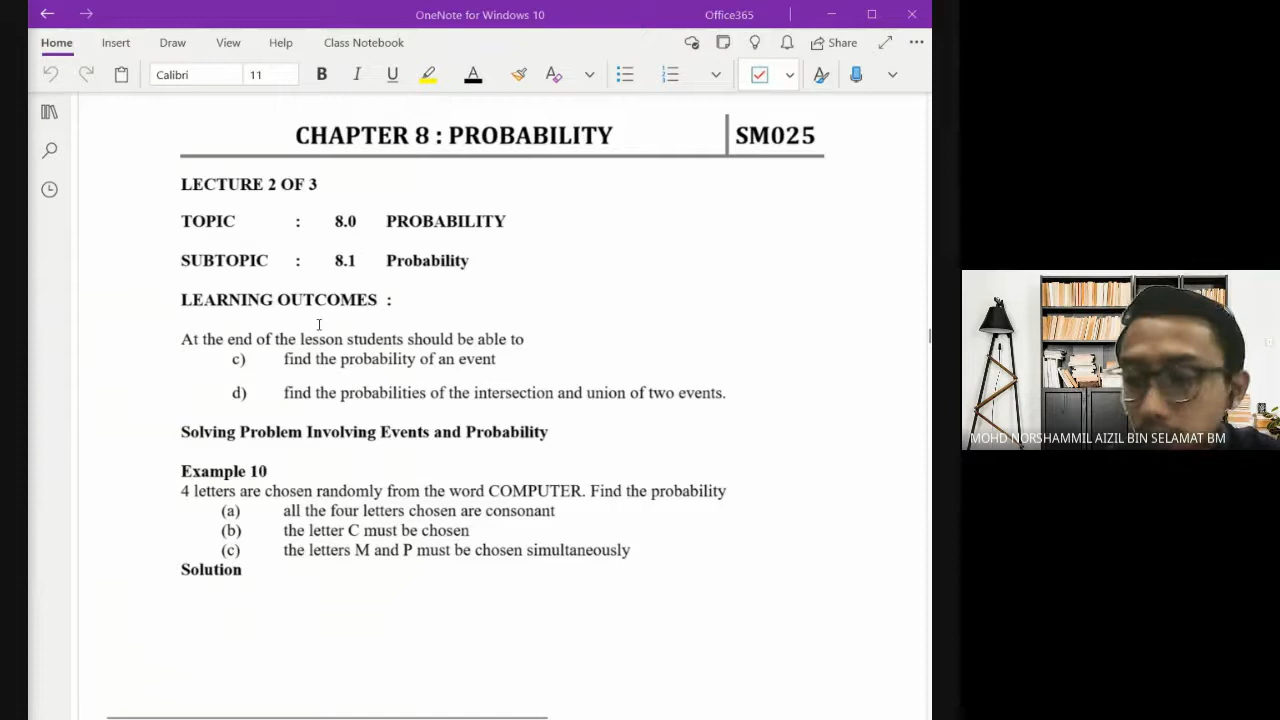 OneNote for Windows 10
Office365
Home Insert Draw View Help Class Notebook Share
Calibri 11 B I U A A
CHAPTER 8 : PROBABILITY SM025
LECTURE 2 OF 3
TOPIC : 8.0 PROBABILITY
SUBTOPIC : 8.1 Probability
LEARNING OUTCOMES :
At the end of the lesson students should be able to
c) find the probability of an event
d) find the probabilities of the intersection and union of two events.
Solving Problem Involving Events and Probability
Example 10
4 letters are chosen randomly from the word COMPUTER. Find the probability
(a) all the four letters chosen are consonant
(b) the letter C must be chosen
(c) the letters M and P must be chosen simultaneously
Solution
MOHD NORSHAMMIL AIZIL BIN SELAMAT BM